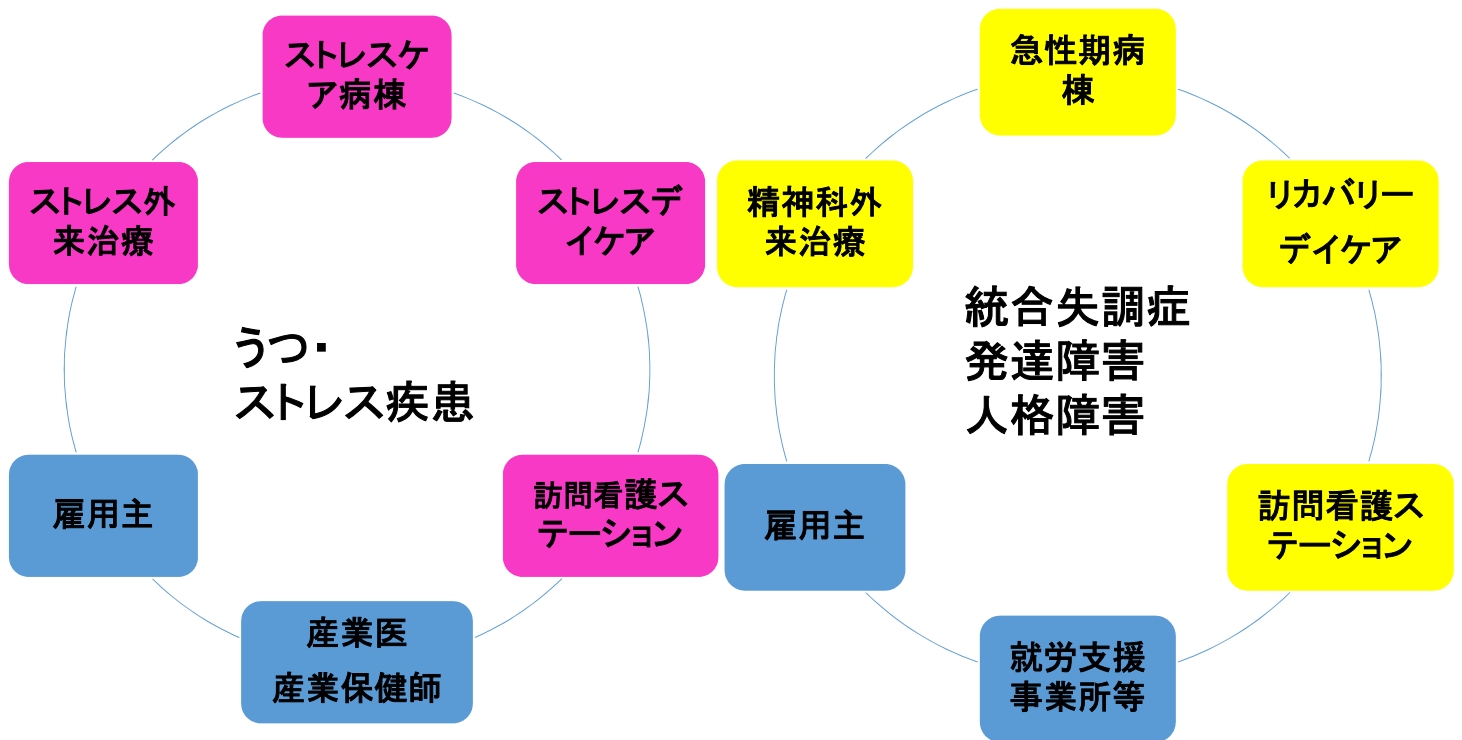 ストレスケ
ア病棟
ストレス外
来治療
ストレスデ
イケア
うつ・
ストレス疾患
雇用主
訪問看護ス
テーション
産業医
産業保健師
急性期病
棟
精神科外
来治療
リカバリー
デイケア
統合失調症
発達障害
人格障害
雇用主
訪問看護ス
テーション
就労支援
事業所等